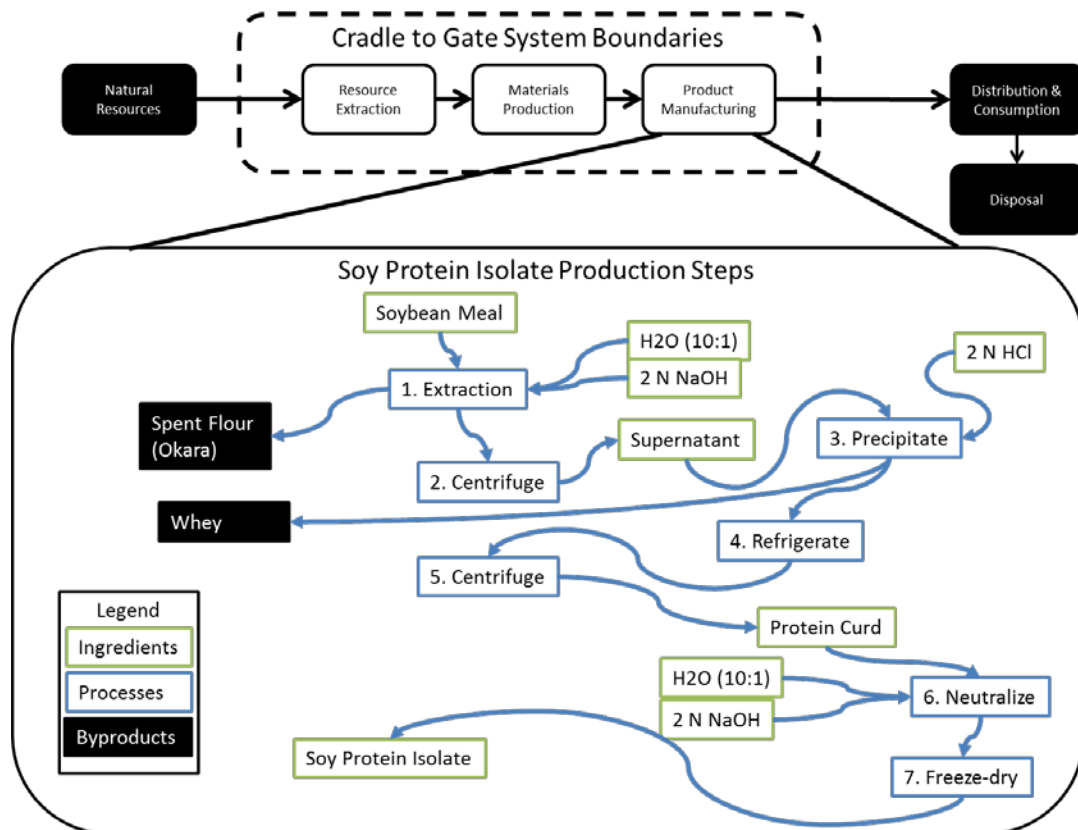 Cradle to Gate System Boundaries
Natural
Resources
Resource
Extraction
Materials
Production
Product
Manufacturing
Distribution &
Consumption
Disposal
Soy Protein Isolate Production Steps
Soybean Meal
H2O (10:1)
2 N NaOH
2 N HCl
1. Extraction
Spent Flour
(Okara)
Supernatant
3. Precipitate
2. Centrifuge
Whey
4. Refrigerate
5. Centrifuge
Protein Curd
H2O (10:1)
2 N NaOH
6. Neutralize
Soy Protein Isolate
7. Freeze-dry
Legend
Ingredients
Processes
Byproducts